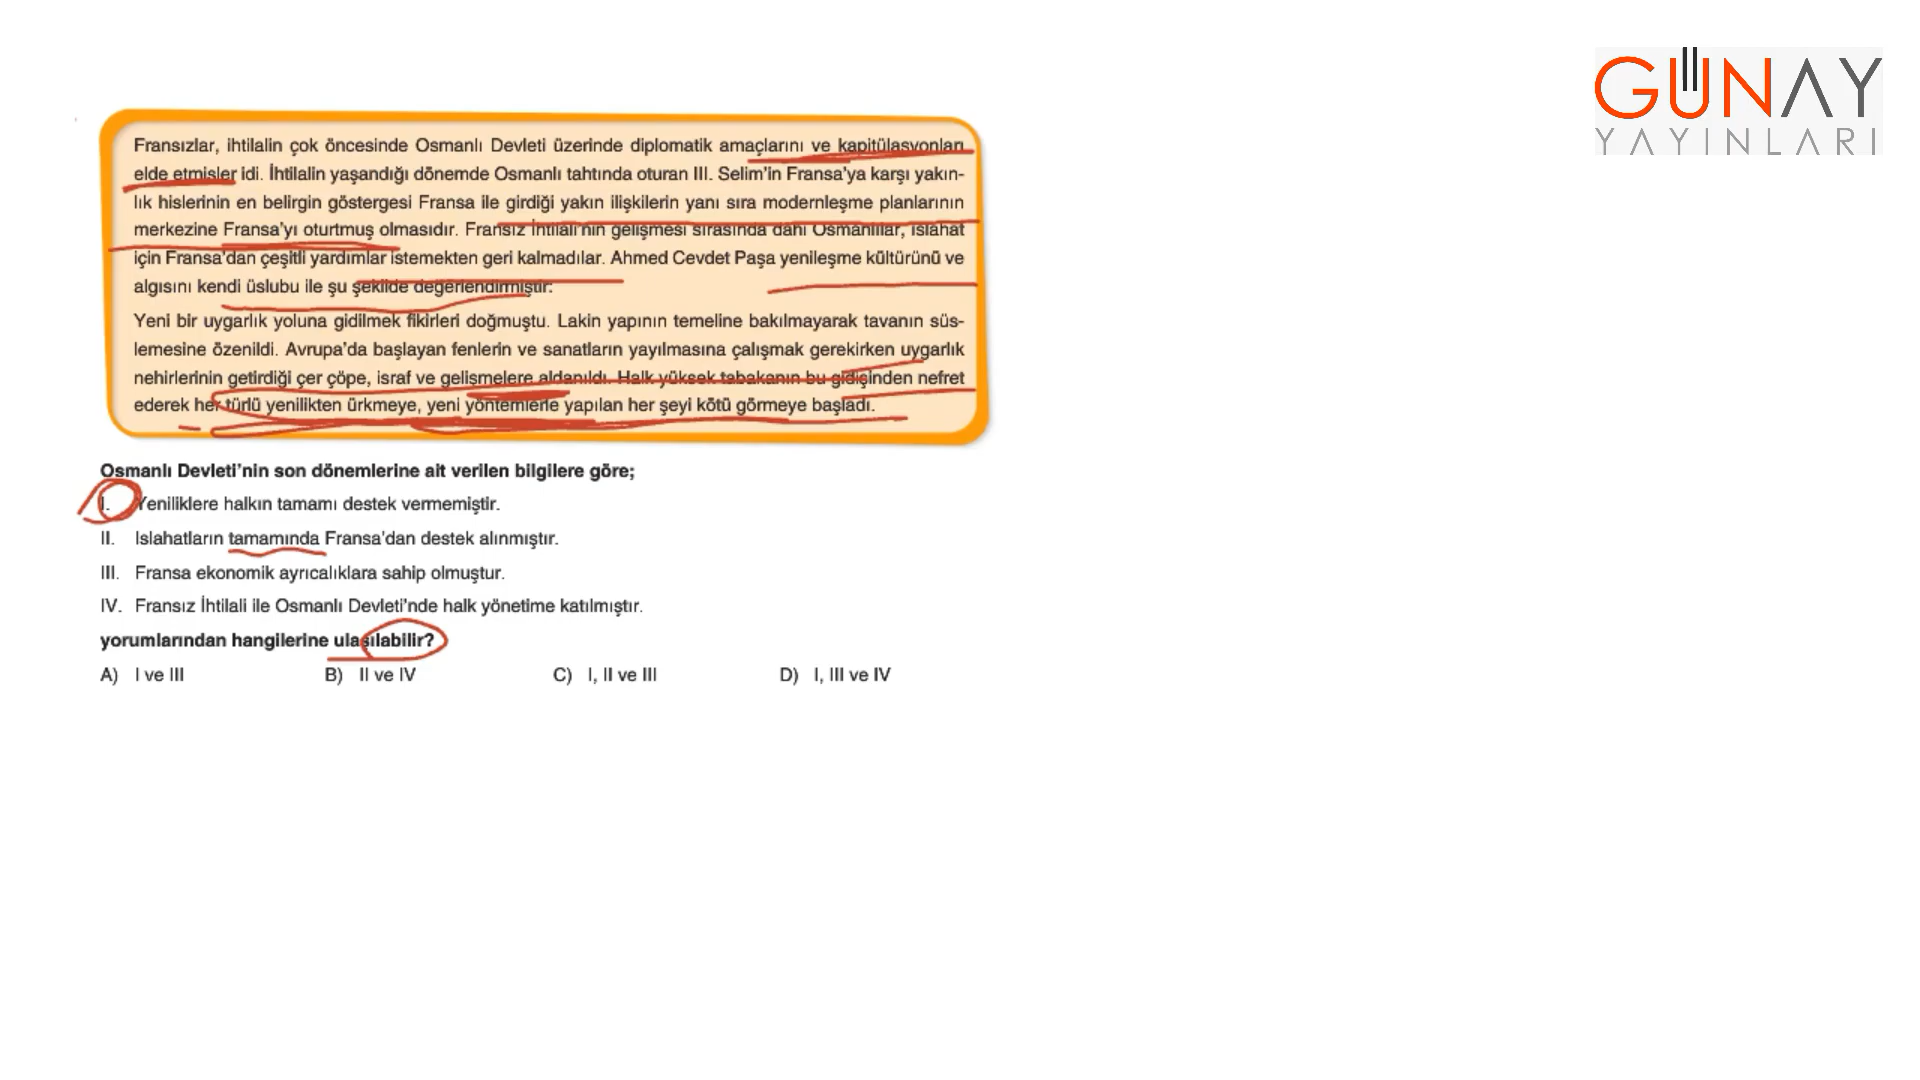 GÜNAY
YAYINLARI
Fransızlar, ihtilalin çok öncesinde Osmanlı Devleti üzerinde diplomatik amaçlarını ve kapitülasyonları
elde etmişler idi. İhtilalin yaşandığı dönemde Osmanlı tahtında oturan III. Selim'in Fransa'ya karşı yakın-
lık hislerinin en belirgin göstergesi Fransa ile girdiği yakın ilişkilerin yanı sıra modernleşme planlarının
merkezine Fransa'yı oturtmuş olmasıdır. Fransız İhtilali'nin gelişmesi sırasında dahi Osmanlılar, ıslahat
için Fransa'dan çeşitli yardımlar istemekten geri kalmadılar. Ahmed Cevdet Paşa yenileşme kültürünü ve
algısını kendi üslubu ile şu şekilde değerlendirmiştir:
Yeni bir uygarlık yoluna gidilmek fikirleri doğmuştu. Lakin yapının temeline bakılmayarak tavanın süs-
lemesine özenildi. Avrupa'da başlayan fenlerin ve sanatların yayılmasına çalışmak gerekirken uygarlık
nehirlerinin getirdiği çer çöpe, israf ve gelişmelere aldanıldı. Halk yüksek tabakanın bu gidişinden nefret
ederek her türlü yenilikten ürkmeye, yeni yöntemlerle yapılan her şeyi kötü görmeye başladı.
Osmanlı Devleti'nin son dönemlerine ait verilen bilgilere göre;
I. Yeniliklere halkın tamamı destek vermemiştir.
II. Islahatların tamamında Fransa'dan destek alınmıştır.
III. Fransa ekonomik ayrıcalıklara sahip olmuştur.
IV. Fransız İhtilali ile Osmanlı Devleti'nde halk yönetime katılmıştır.
yorumlarından hangilerine ulaşılabilir?
A) I ve III B) II ve IV C) I, II ve III D) I, III ve IV